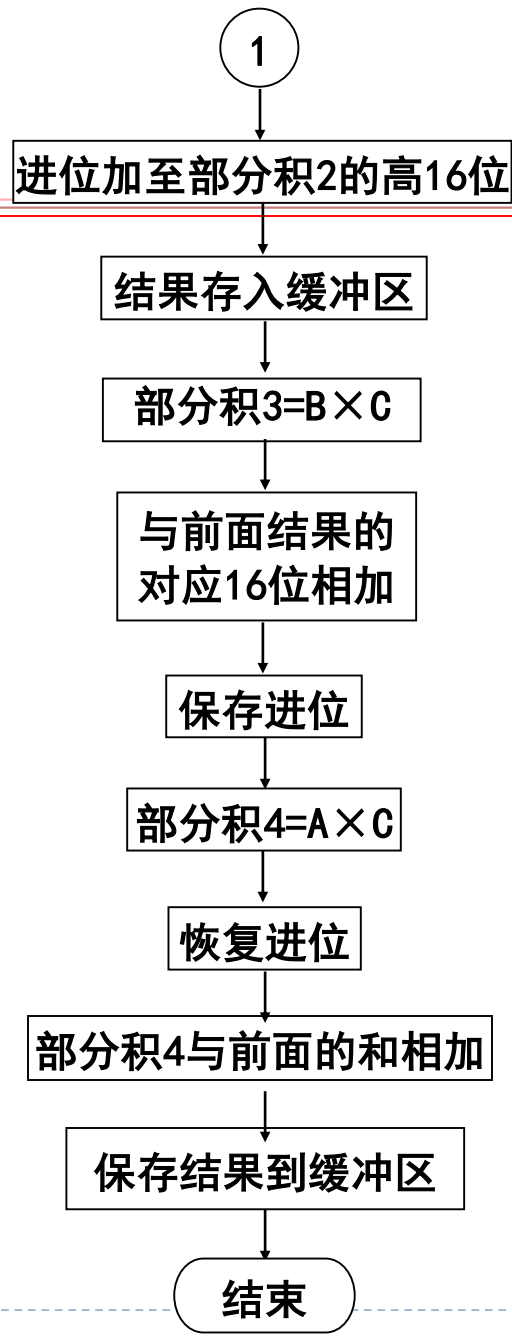 1
进位加至部分积2的高16位
结果存入缓冲区
部分积3=B×C
与前面结果的
对应16位相加
保存进位
部分积4=A×C
恢复进位
部分积4与前面的和相加
保存结果到缓冲区
结束